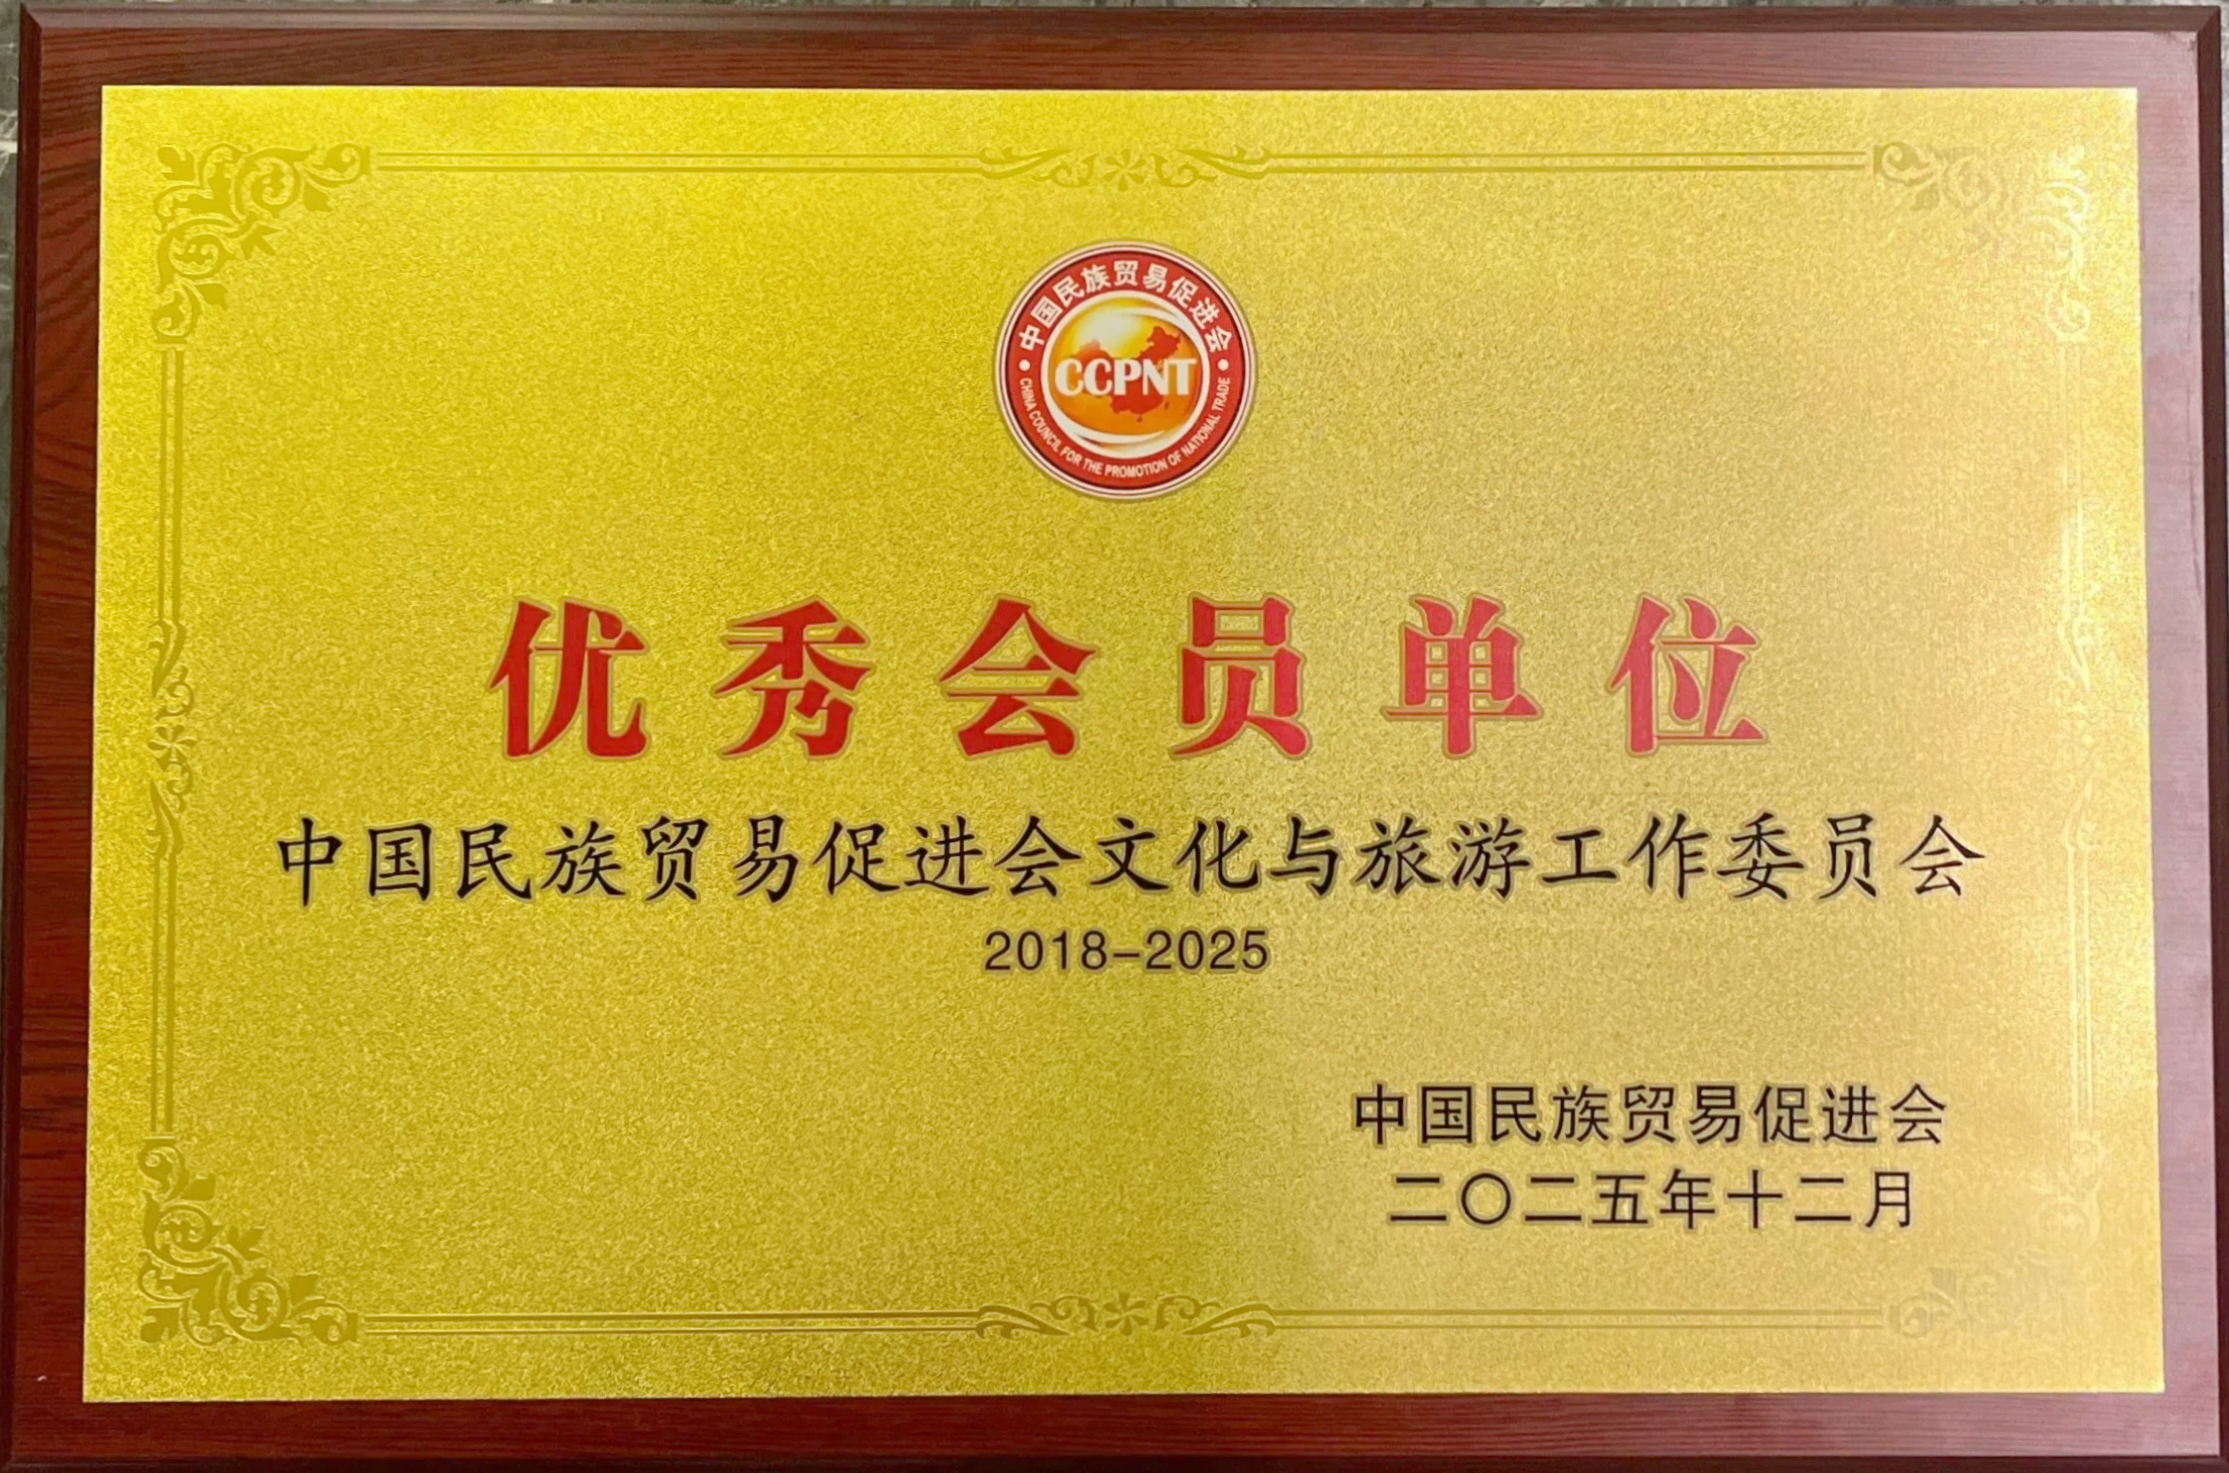 中国民族贸易促进会
CCPNT
CHINA COUNCIL FOR THE PROMOTION OF NATIONAL TRADE
优秀会员单位
中国民族贸易促进会文化与旅游工作委员会
2018-2025
中国民族贸易促进会
二〇二五年十二月